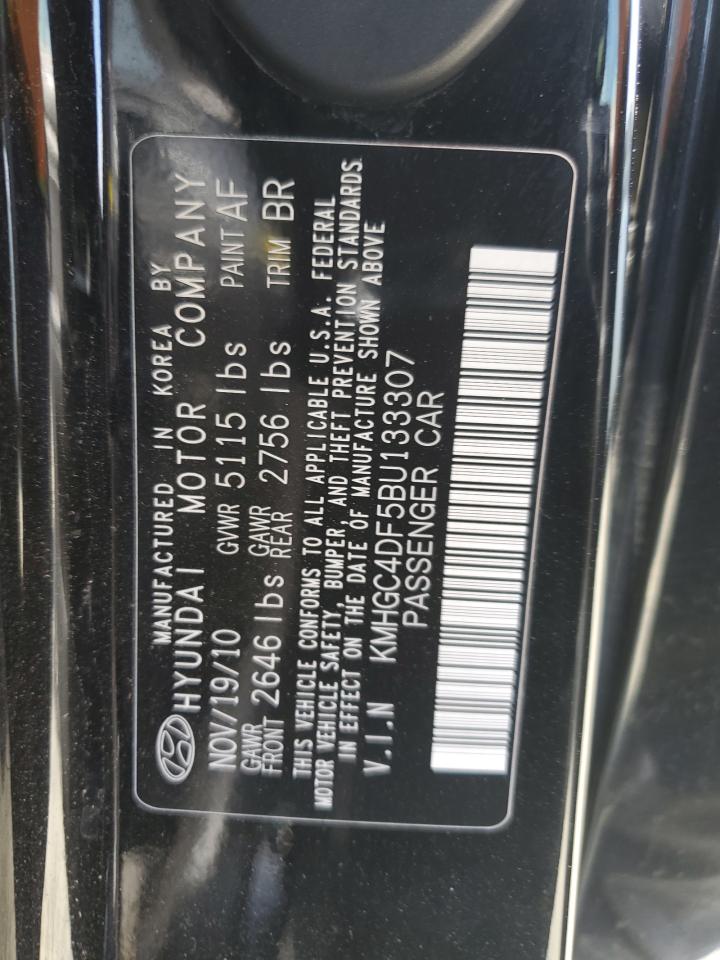 MANUFACTURED IN KOREA BY
HYUNDAI MOTOR COMPANY
NOV/19/10 GVWR 5115 lbs PAINT AF
GAWR FRONT 2646 lbs GAWR REAR 2756 lbs TRIM BR
THIS VEHICLE CONFORMS TO ALL APPLICABLE U.S.A. FEDERAL
MOTOR VEHICLE SAFETY, BUMPER, AND THEFT PREVENTION STANDARDS
IN EFFECT ON THE DATE OF MANUFACTURE SHOWN ABOVE
V.I.N KMHGC4DF5BU133307
PASSENGER CAR